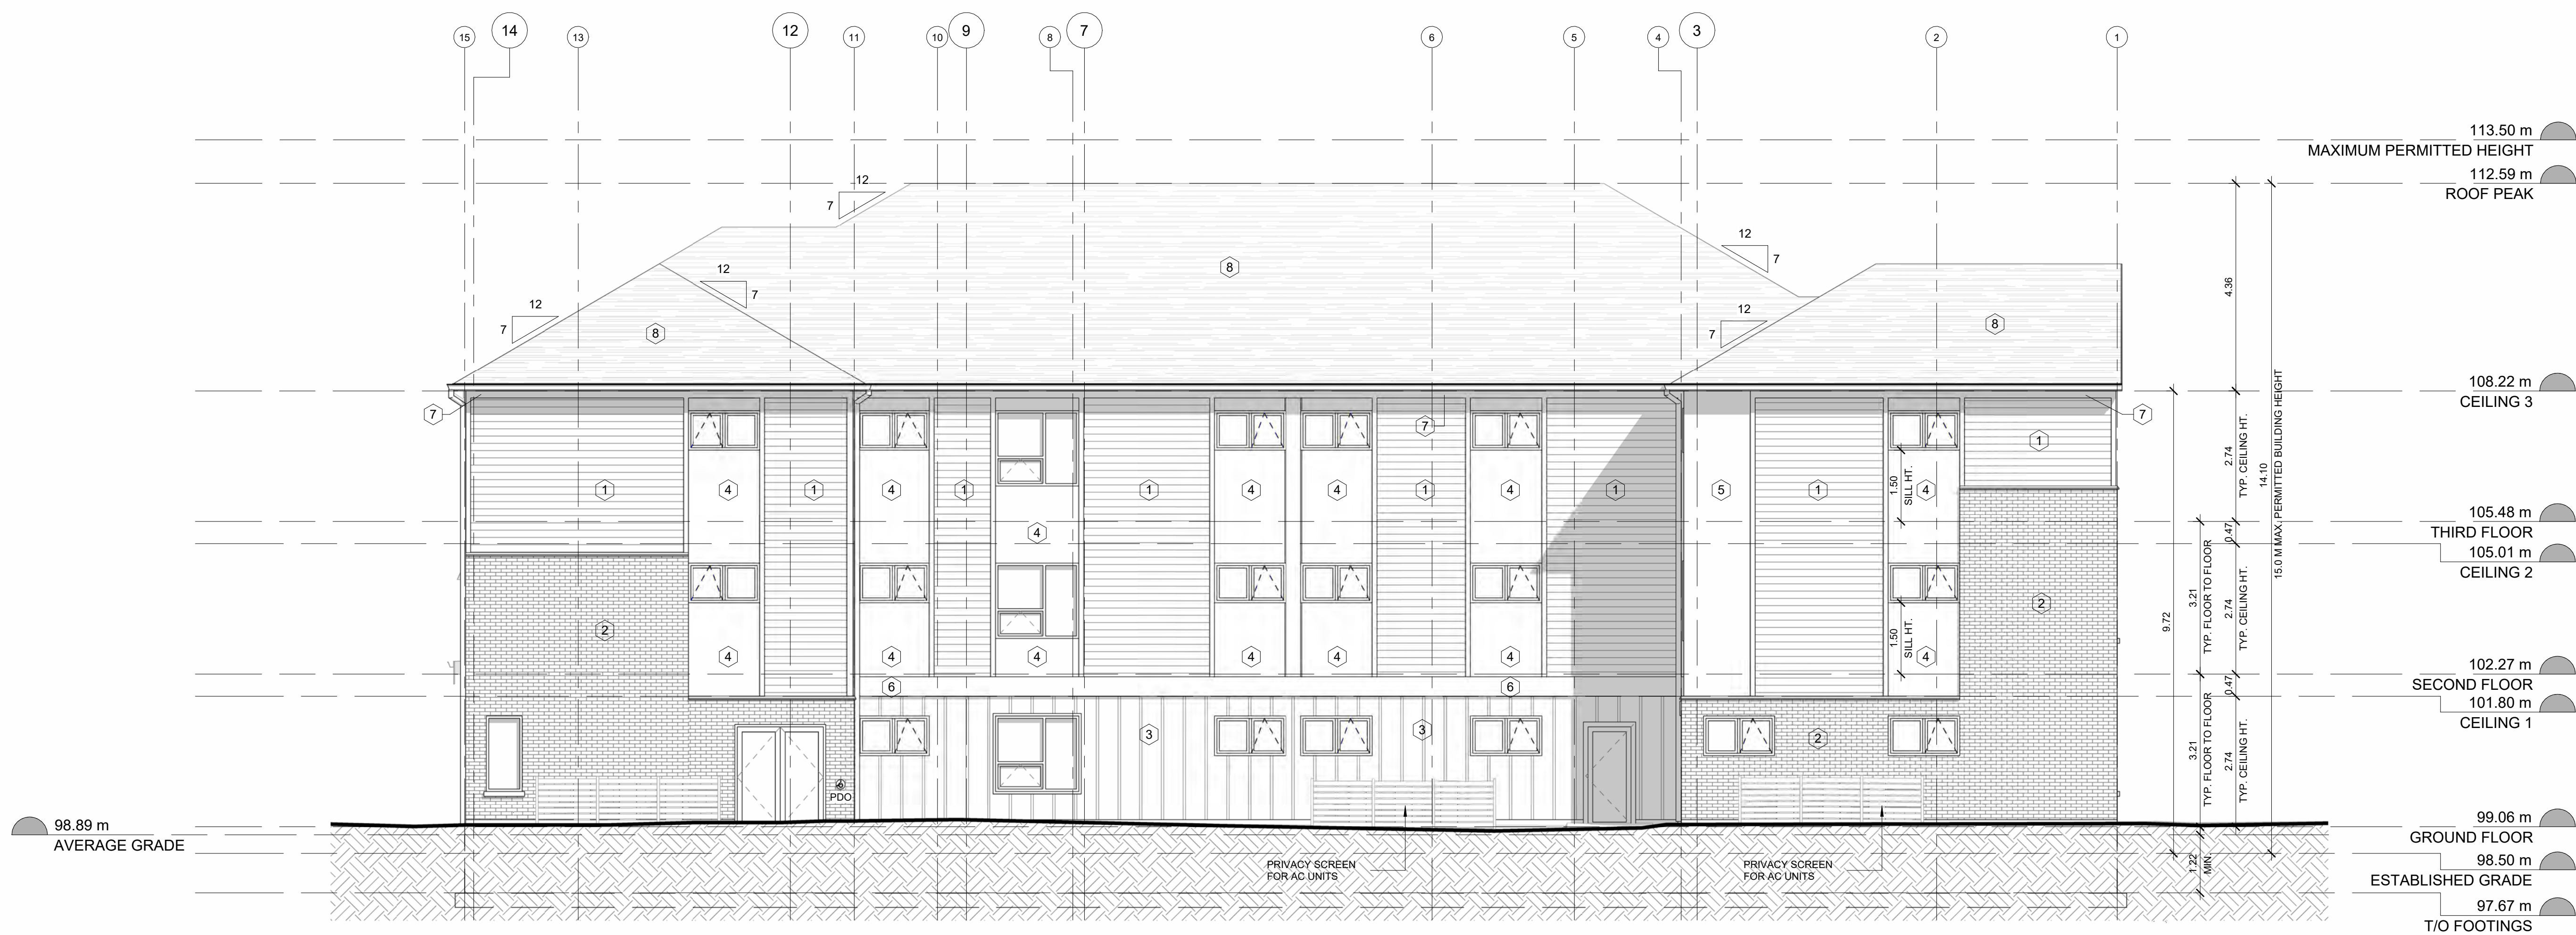 15
14
13
12
11
10
9
8
7
6
5
4
3
2
1
113.50 m
MAXIMUM PERMITTED HEIGHT
112.59 m
ROOF PEAK
12
7
12
7
8
12
7
12
7
8
12
7
8
4.36
108.22 m
CEILING 3
7
7
7
1
1
4
1
4
1
1
4
4
1
4
1
5
1
4
1.50
SILL HT.
2.74
TYP. CEILING HT.
14.10
15.0 M MAX. PERMITTED BUILDING HEIGHT
105.48 m
THIRD FLOOR
0.47
105.01 m
CEILING 2
4
2
2
4
4
4
4
4
4
4
1.50
SILL HT.
9.72
3.21
TYP. FLOOR TO FLOOR
2.74
TYP. CEILING HT.
102.27 m
SECOND FLOOR
0.47
101.80 m
CEILING 1
6
6
3
3
2
3.21
TYP. FLOOR TO FLOOR
2.74
TYP. CEILING HT.
PDO
98.89 m
AVERAGE GRADE
99.06 m
GROUND FLOOR
PRIVACY SCREEN
FOR AC UNITS
PRIVACY SCREEN
FOR AC UNITS
1.22
MIN.
98.50 m
ESTABLISHED GRADE
97.67 m
T/O FOOTINGS